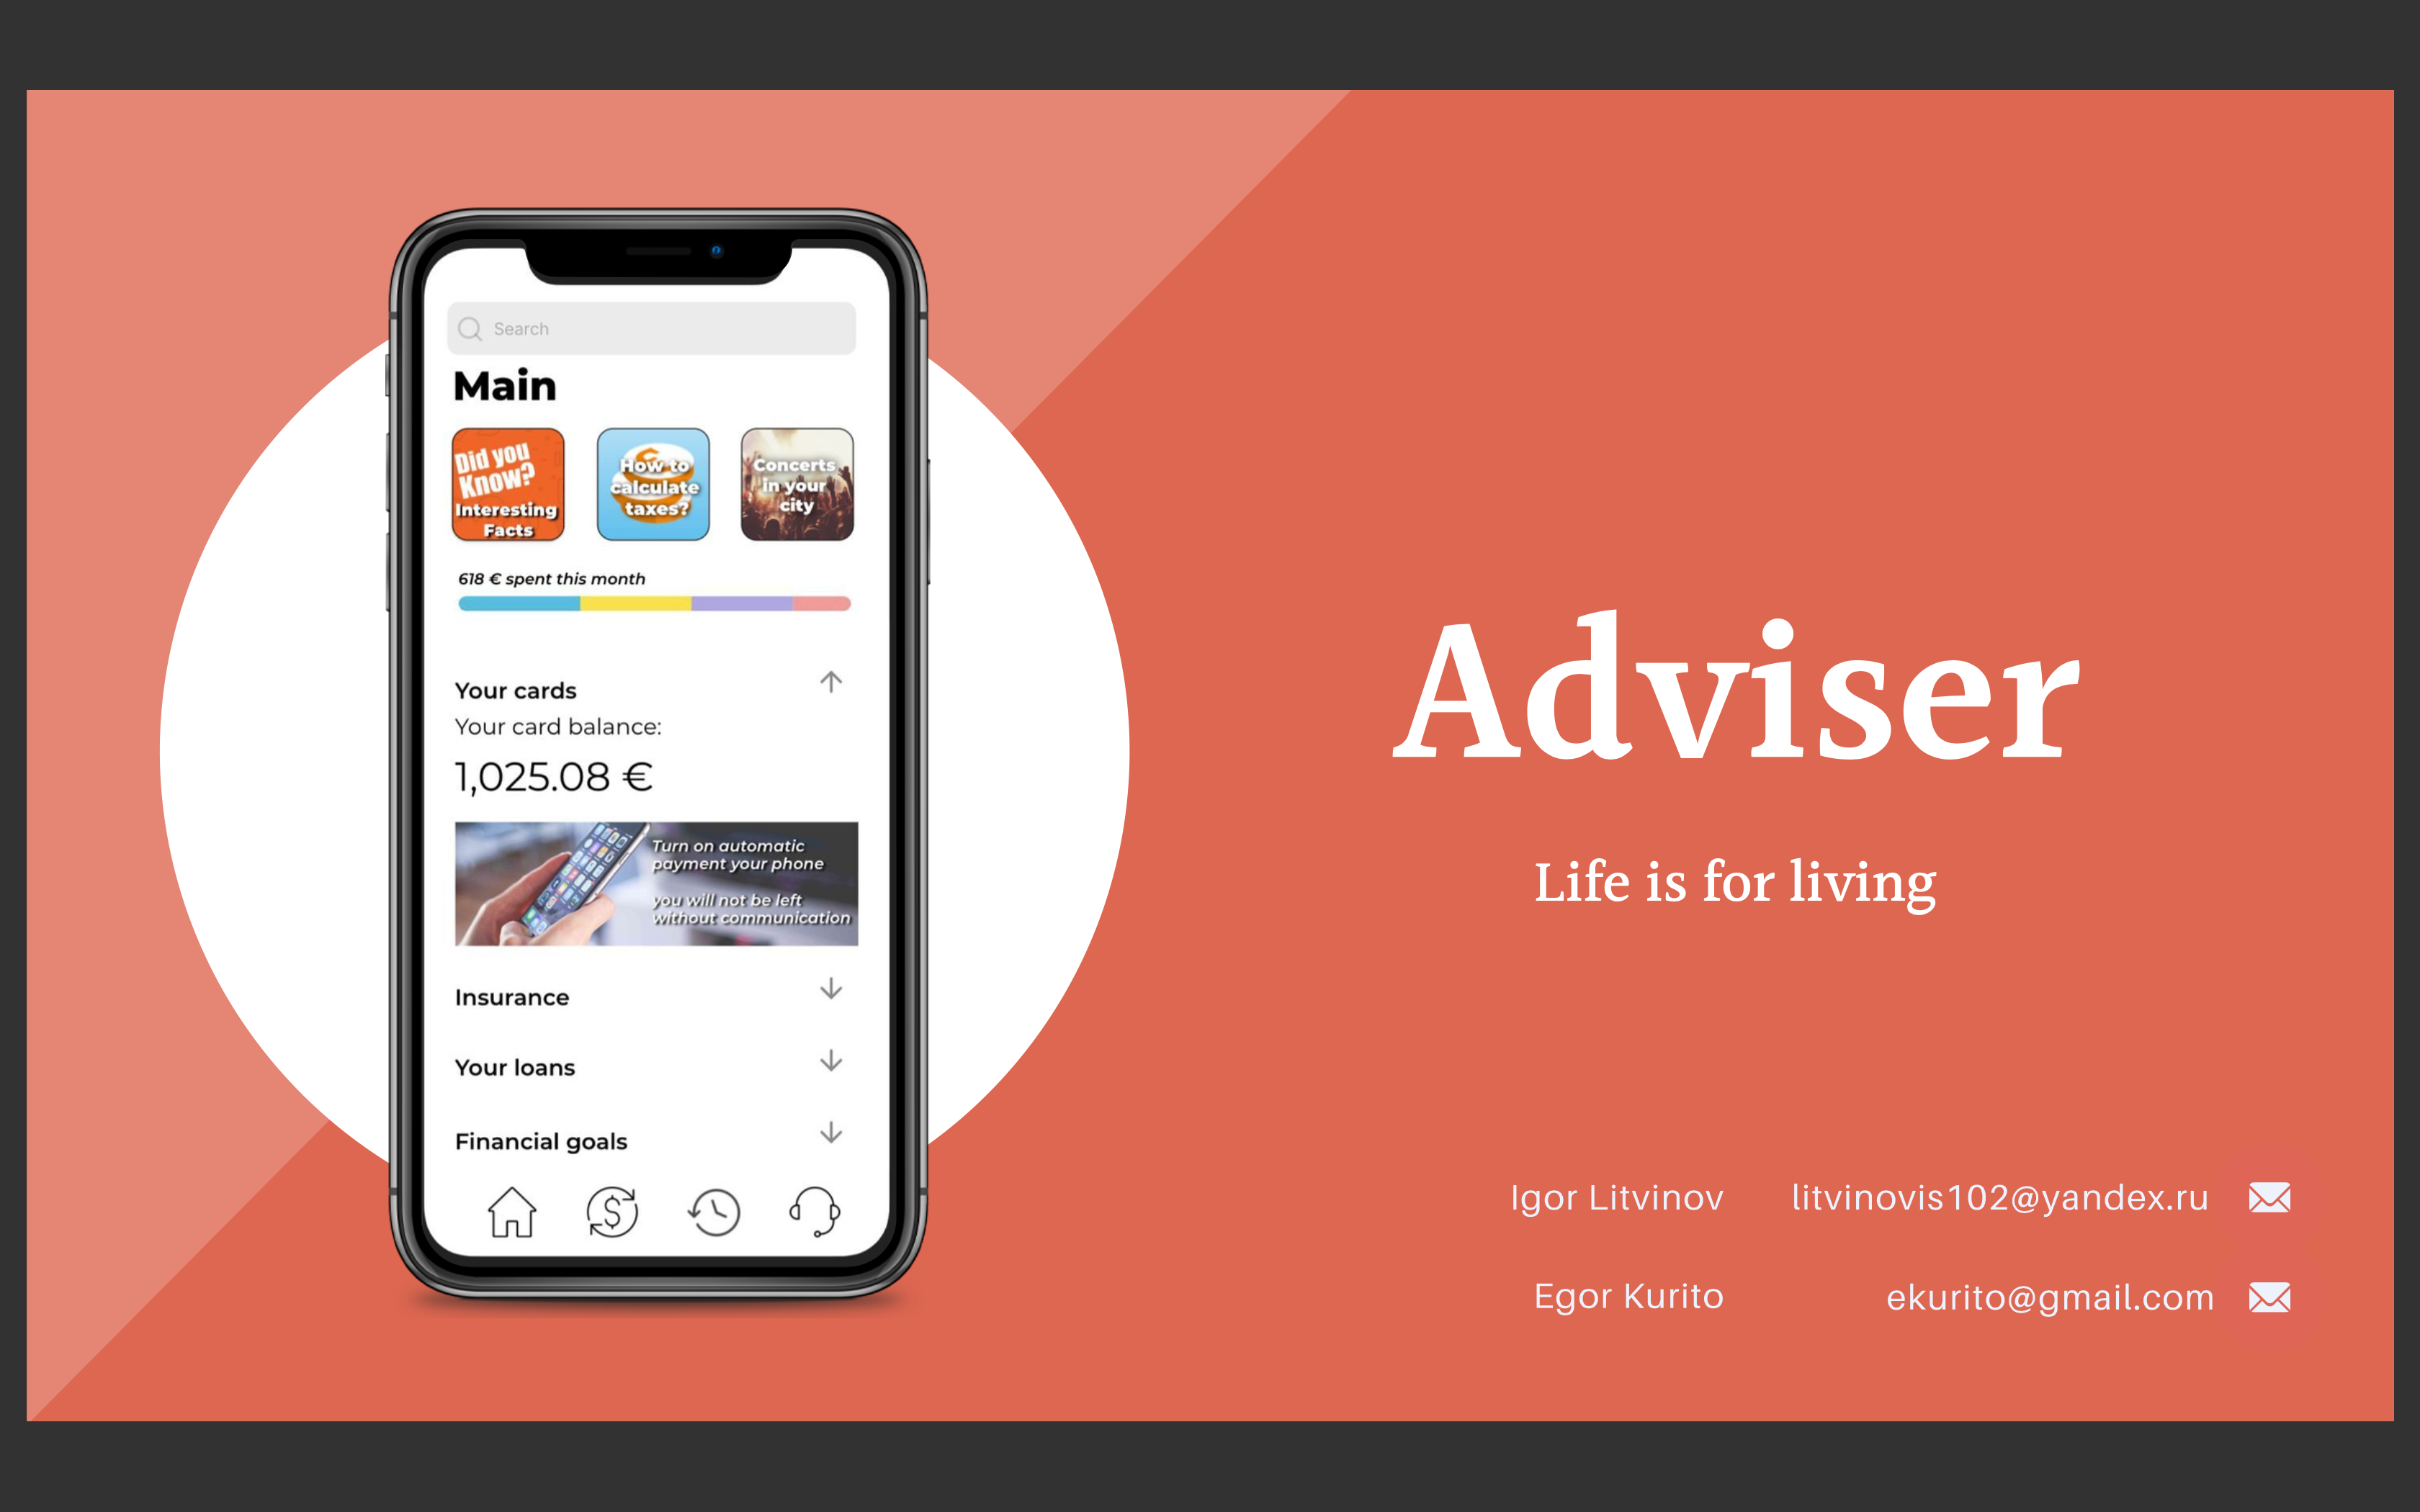 Search
Main
Did you
Know?
Interesting
Facts
How to
calculate
taxes?
Concerts
in your
city
618 € spent this month
Your cards
Your card balance:
1,025.08 €
Turn on automatic
payment your phone
you will not be left
without communication
Insurance
Your loans
Financial goals
Adviser
Life is for living
Igor Litvinov litvinovis102@yandex.ru
Egor Kurito ekurito@gmail.com